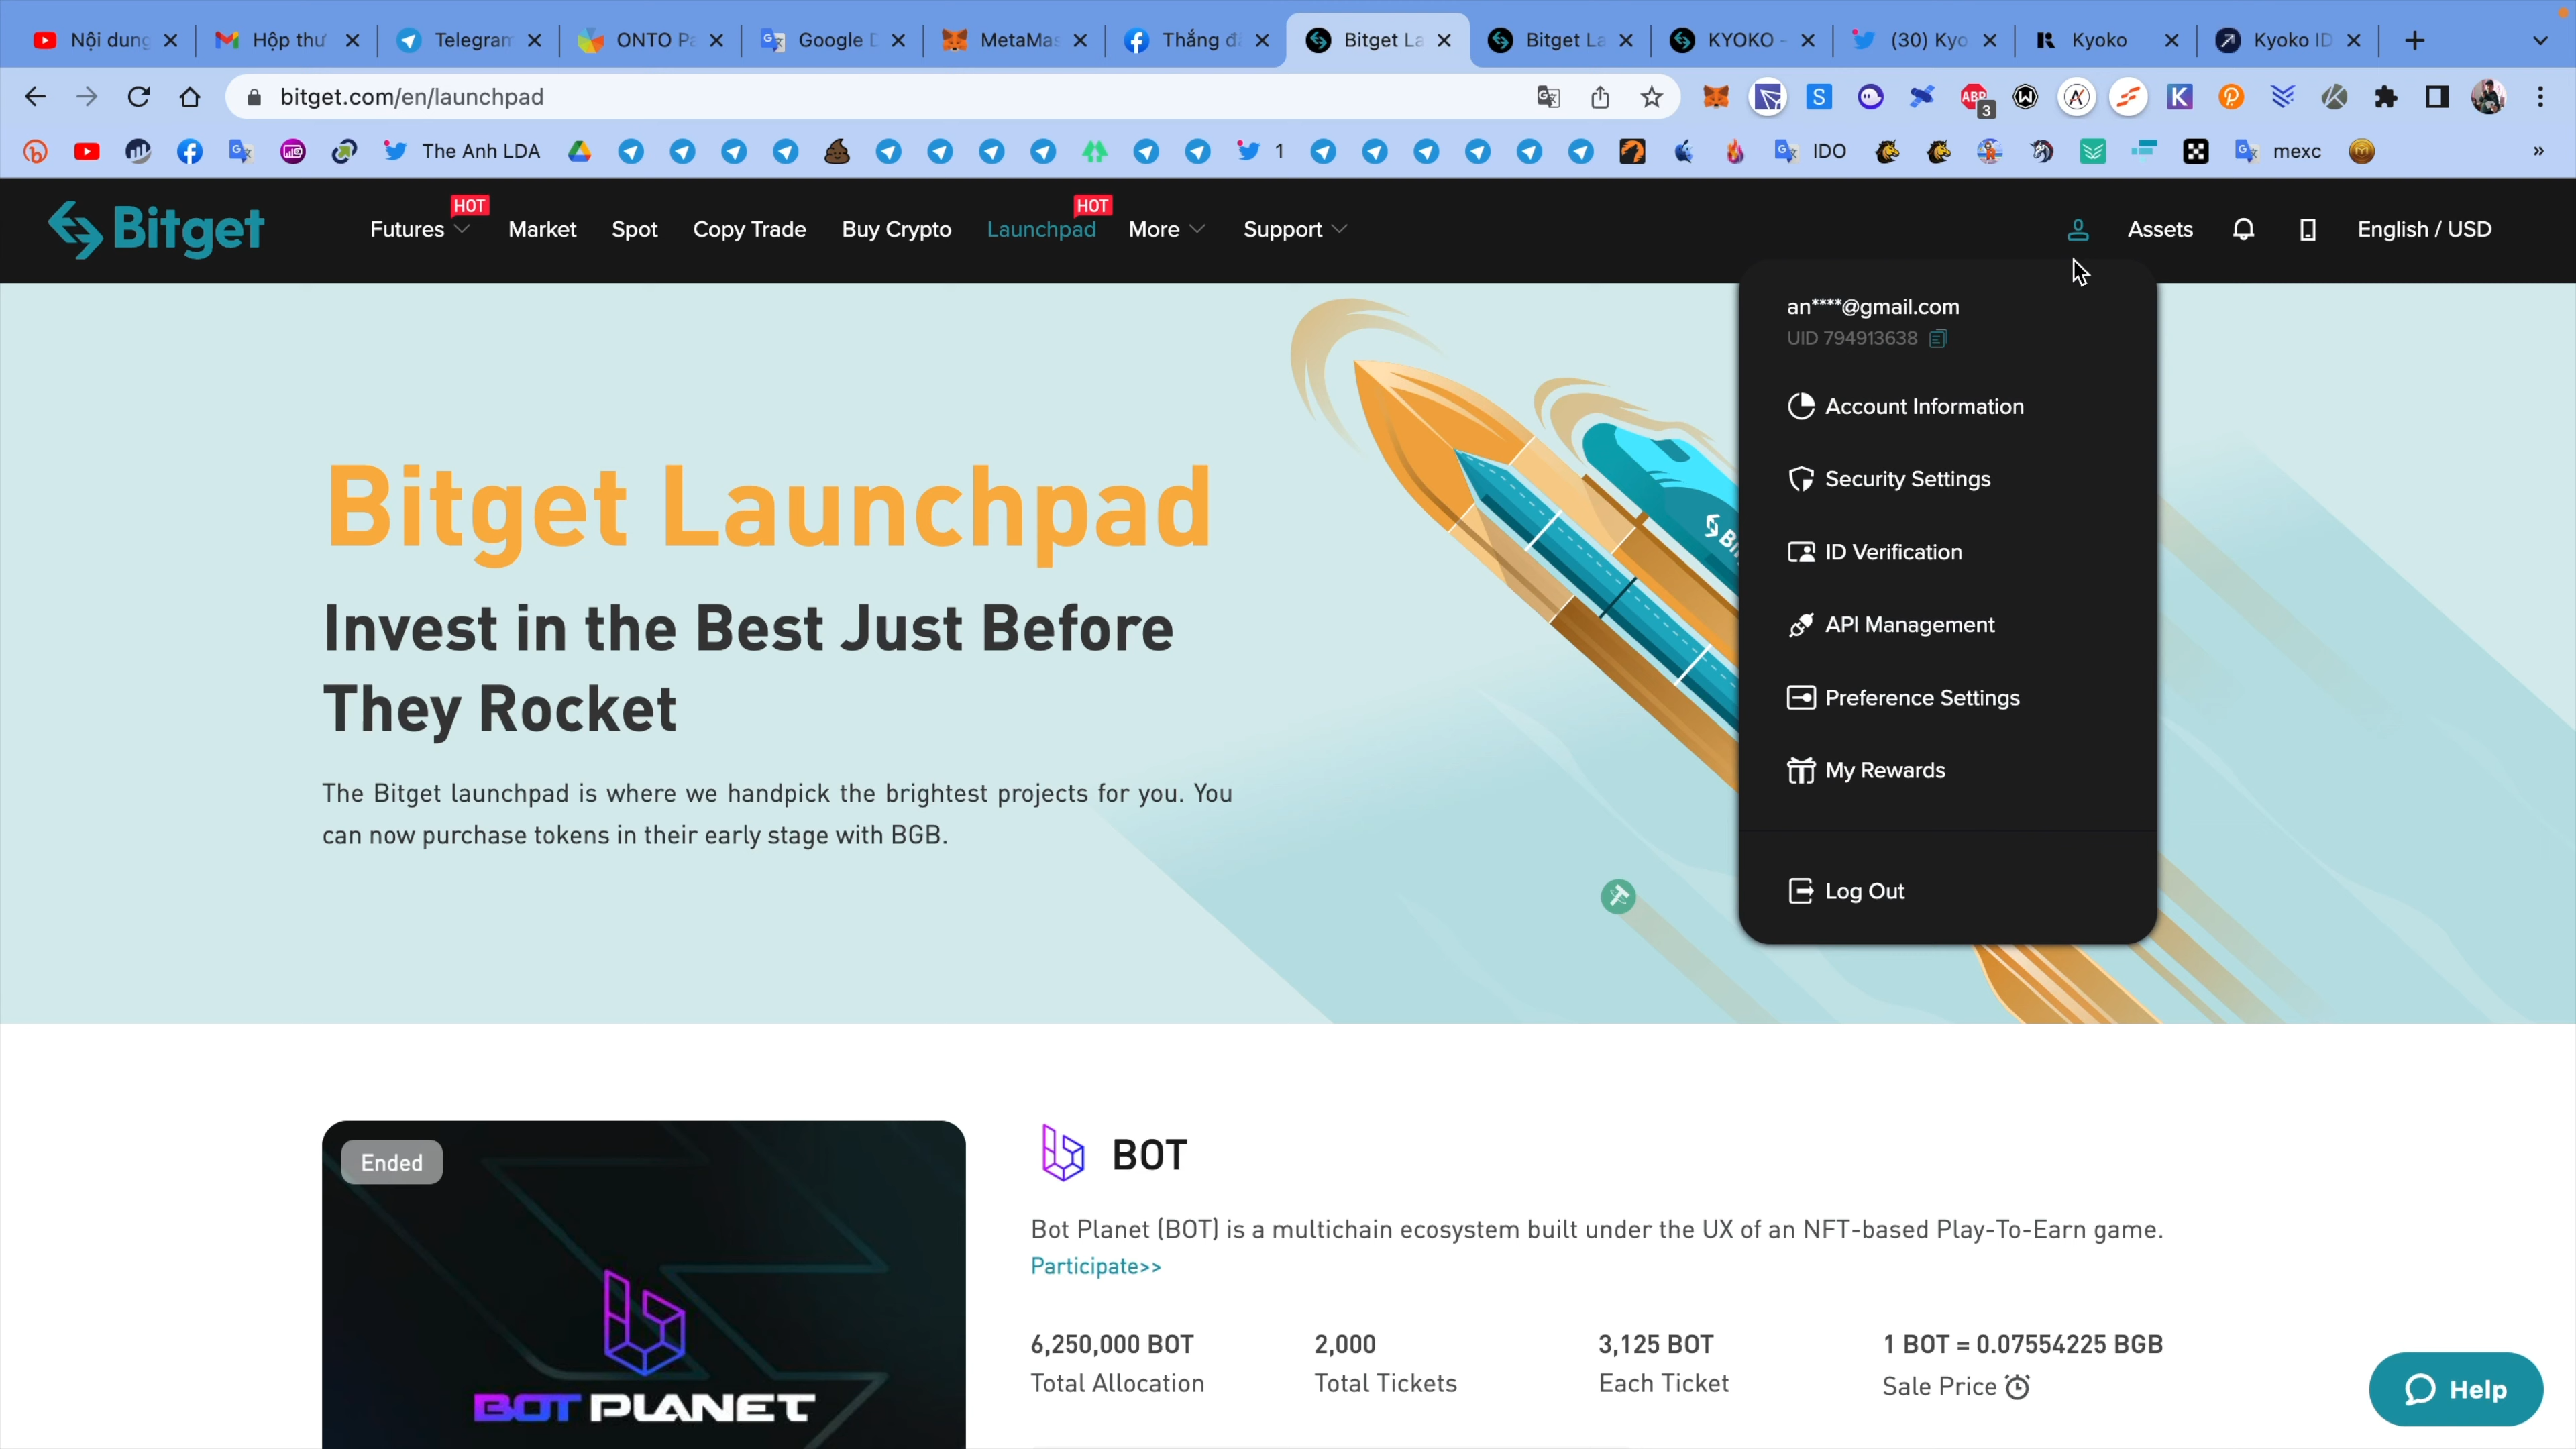 Nội dung
Hộp thư
Telegram
ONTO Pa
Google D
MetaMas
Thắng đ
Bitget La
Bitget La
KYOKO -
(30) Kyo
Kyoko
Kyoko ID
bitget.com/en/launchpad
ABP
3
The Anh LDA
1
IDO
mexc
Bitget
Futures
HOT
Market
Spot
Copy Trade
Buy Crypto
Launchpad
HOT
More
Support
Assets
English / USD
an****@gmail.com
UID 794913638
Account Information
Security Settings
ID Verification
API Management
Preference Settings
My Rewards
Log Out
Bitget Launchpad
Invest in the Best Just Before
They Rocket
The Bitget launchpad is where we handpick the brightest projects for you. You
can now purchase tokens in their early stage with BGB.
Ended
BOT PLANET
BOT
Bot Planet (BOT) is a multichain ecosystem built under the UX of an NFT-based Play-To-Earn game.
Participate>>
6,250,000 BOT
Total Allocation
2,000
Total Tickets
3,125 BOT
Each Ticket
1 BOT = 0.07554225 BGB
Sale Price
Help